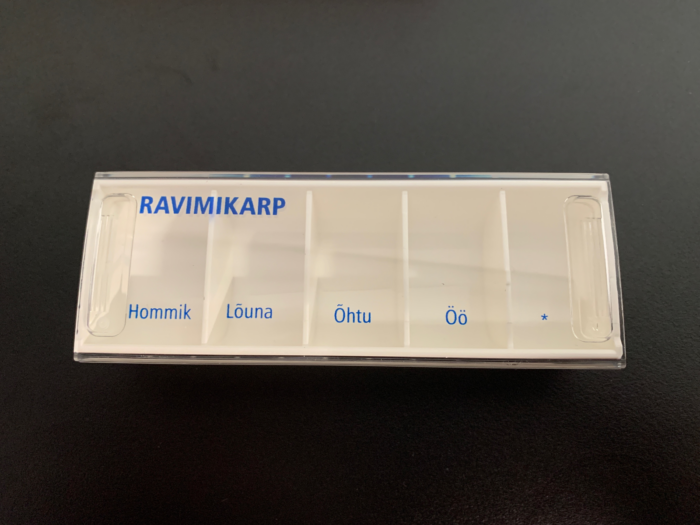 RAVIMIKARP
Hommik Lõuna Õhtu Öö *